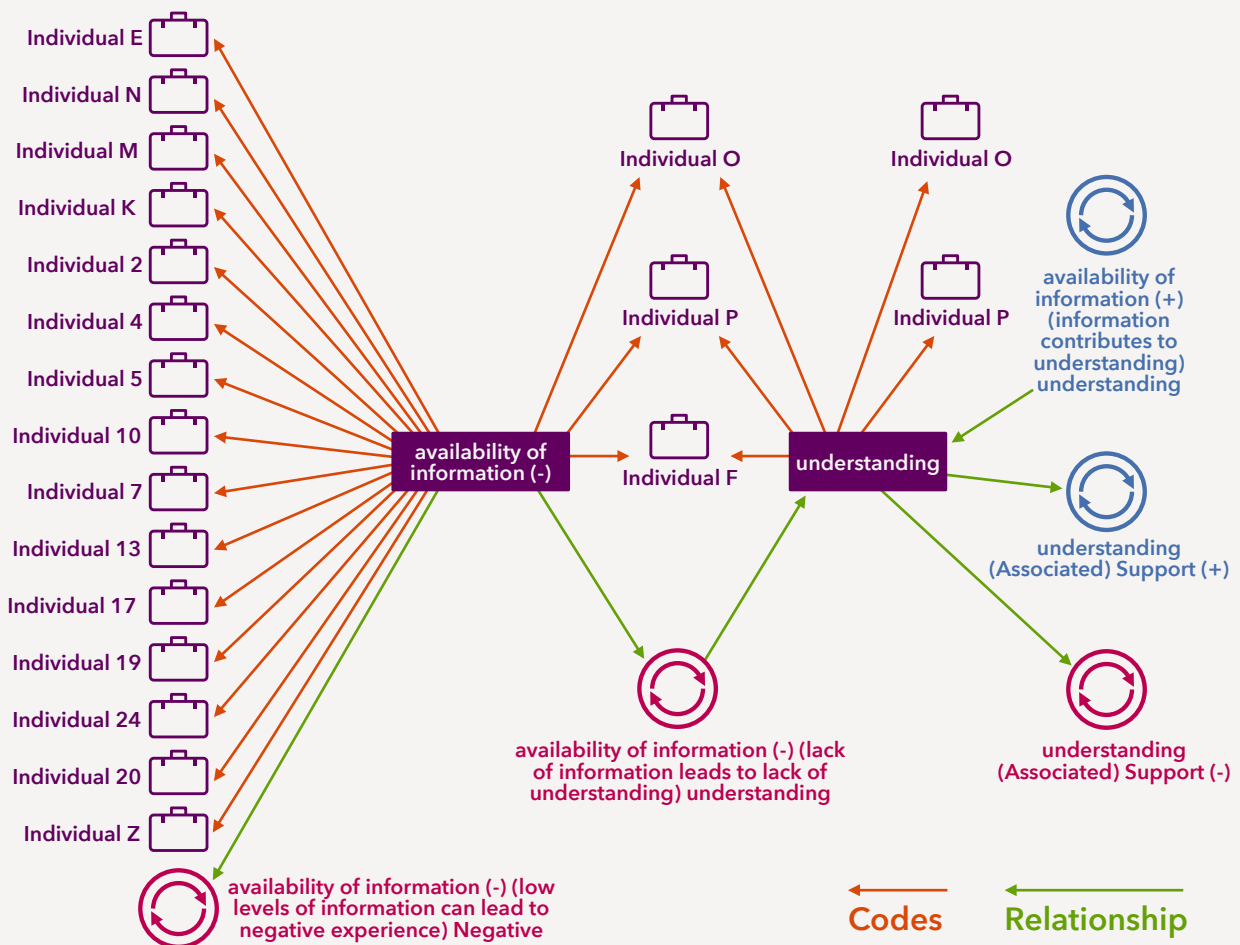 Individual E
Individual N
Individual M
Individual K
Individual 2
Individual 4
Individual 5
Individual 10
Individual 7
Individual 13
Individual 17
Individual 19
Individual 24
Individual 20
Individual Z
availability of information (-) (low
levels of information can lead to
negative experience) Negative
availability of
information (-)
Individual O
Individual P
Individual F
availability of information (-) (lack
of information leads to lack of
understanding) understanding
understanding
Individual O
Individual P
availability of
information (+)
(information
contributes to
understanding)
understanding
understanding
(Associated) Support (+)
understanding
(Associated) Support (-)
Codes
Relationship